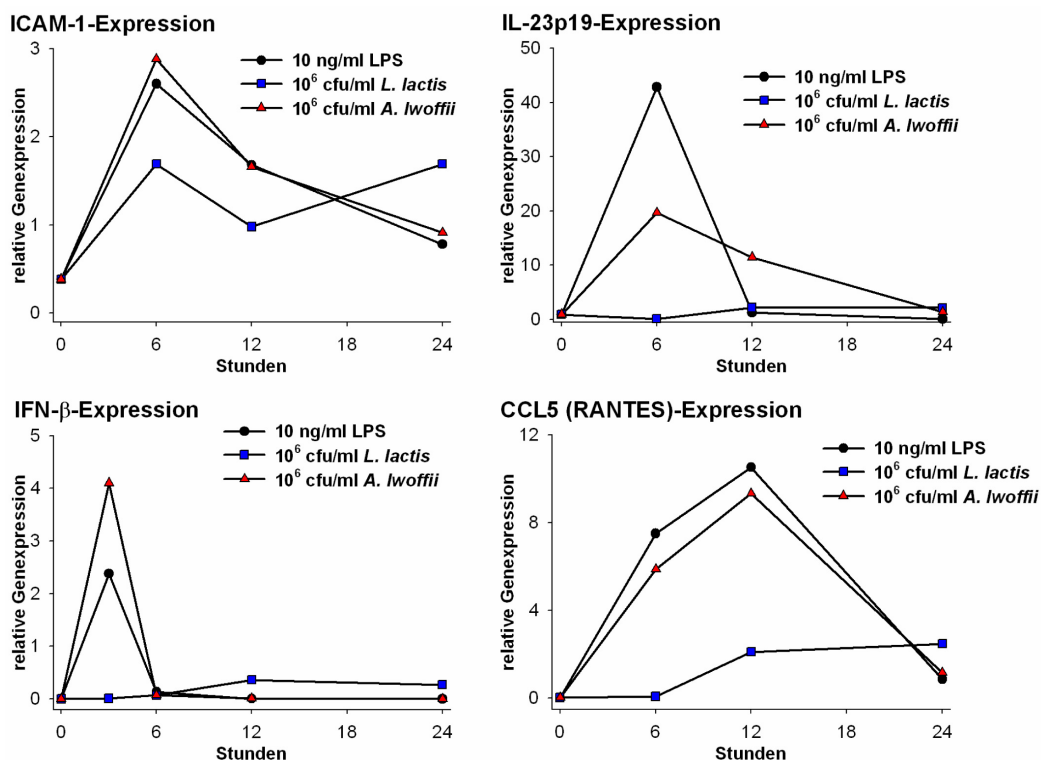 ICAM-1-Expression
relative Genexpression
3
2
1
0
10 ng/ml LPS
10⁶ cfu/ml L. lactis
10⁶ cfu/ml A. lwoffii
0 6 12 18 24
Stunden
IL-23p19-Expression
relative Genexpression
50
40
30
20
10
0
10 ng/ml LPS
10⁶ cfu/ml L. lactis
10⁶ cfu/ml A. lwoffii
0 6 12 18 24
Stunden
IFN-β-Expression
relative Genexpression
5
4
3
2
1
0
10 ng/ml LPS
10⁶ cfu/ml L. lactis
10⁶ cfu/ml A. lwoffii
0 6 12 18 24
Stunden
CCL5 (RANTES)-Expression
relative Genexpression
12
8
4
0
10 ng/ml LPS
10⁶ cfu/ml L. lactis
10⁶ cfu/ml A. lwoffii
0 6 12 18 24
Stunden